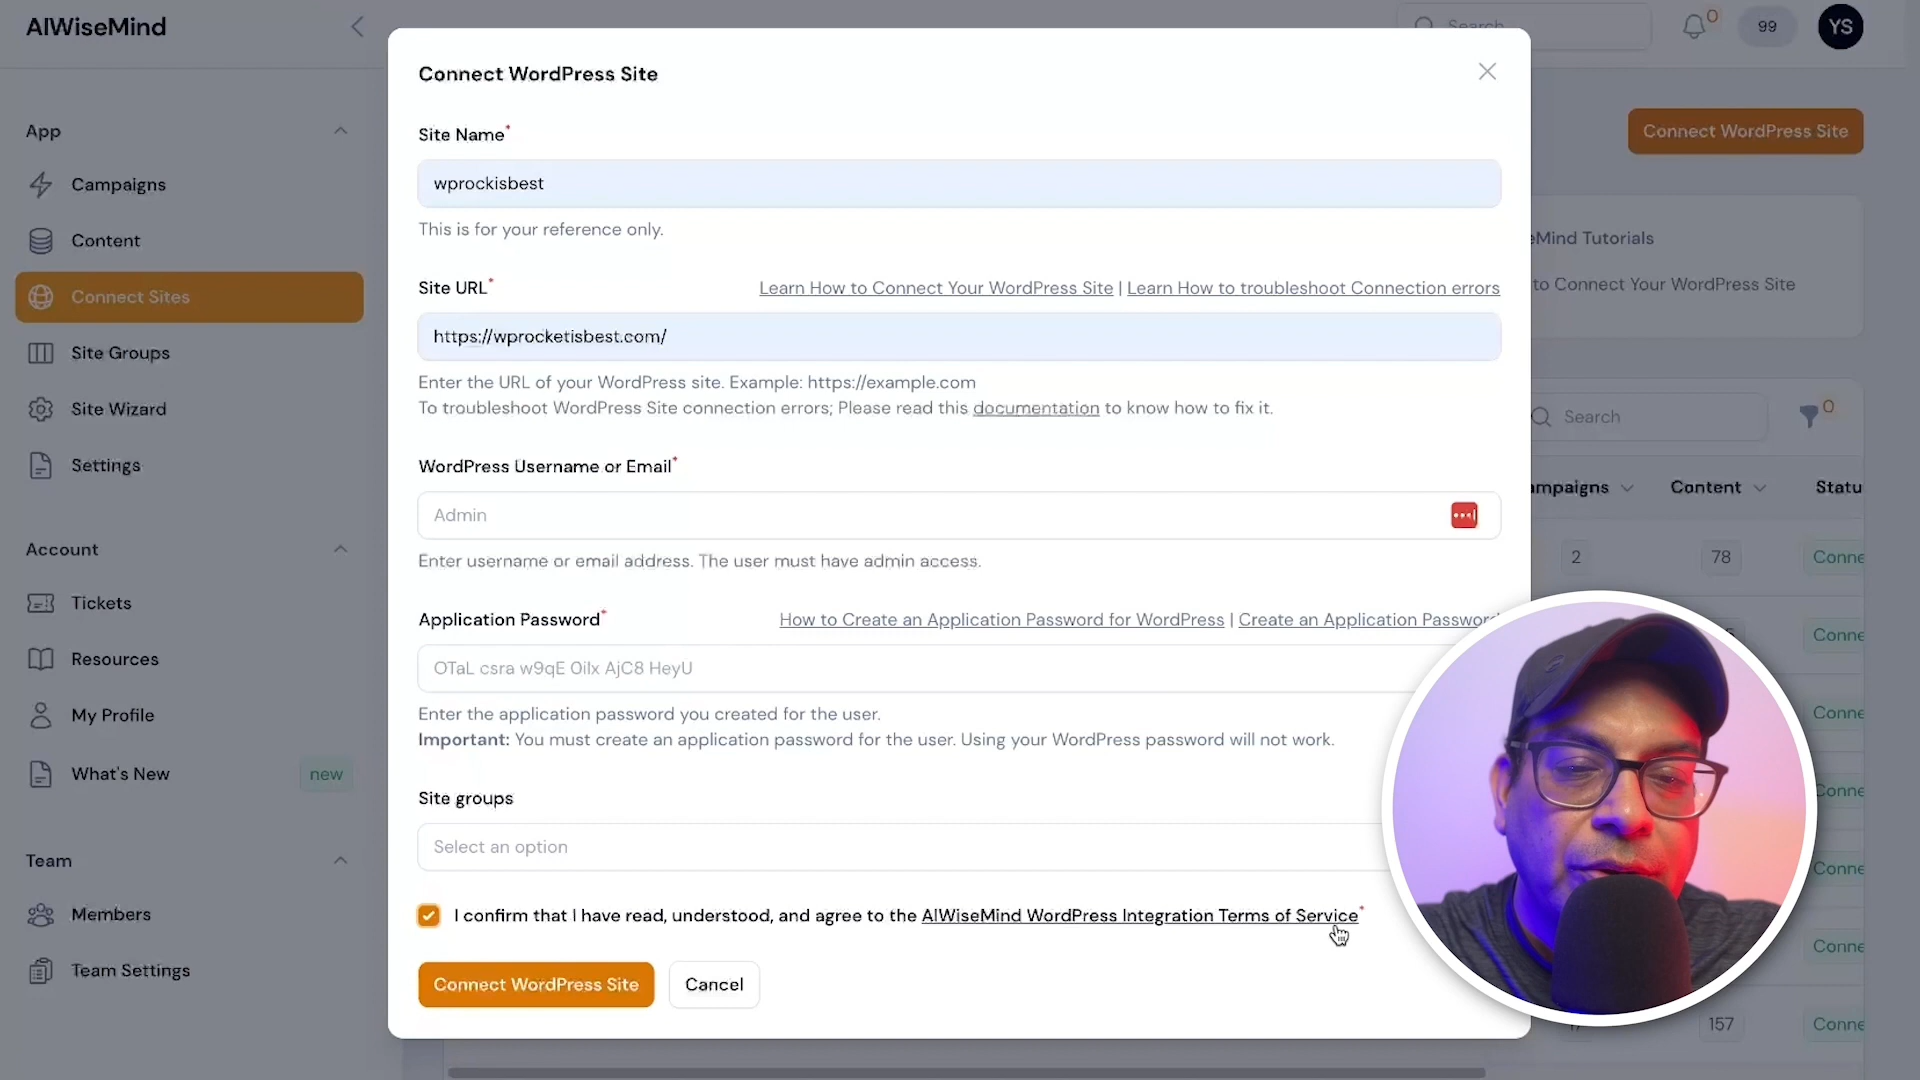 AIWiseMind
Search
0
99
YS
App
Campaigns
Content
Connect Sites
Site Groups
Site Wizard
Settings
Account
Tickets
Resources
My Profile
What's New
new
Team
Members
Team Settings
Connect WordPress Site
Site Name*
wprockisbest
This is for your reference only.
Site URL*
Learn How to Connect Your WordPress Site | Learn How to troubleshoot Connection errors
https://wprocketisbest.com/
Enter the URL of your WordPress site. Example: https://example.com
To troubleshoot WordPress Site connection errors; Please read this documentation to know how to fix it.
WordPress Username or Email*
Admin
Enter username or email address. The user must have admin access.
Application Password*
How to Create an Application Password for WordPress | Create an Application Password
OTaL csra w9qE 0iIx AjC8 HeyU
Enter the application password you created for the user.
Important: You must create an application password for the user. Using your WordPress password will not work.
Site groups
Select an option
I confirm that I have read, understood, and agree to the AIWiseMind WordPress Integration Terms of Service*
Connect WordPress Site
Cancel
Connect WordPress Site
eMind Tutorials
to Connect Your WordPress Site
Search
0
ampaigns
Content
Statu
2
78
Conne
Conne
Conne
Conne
Conne
Conne
157
Conne